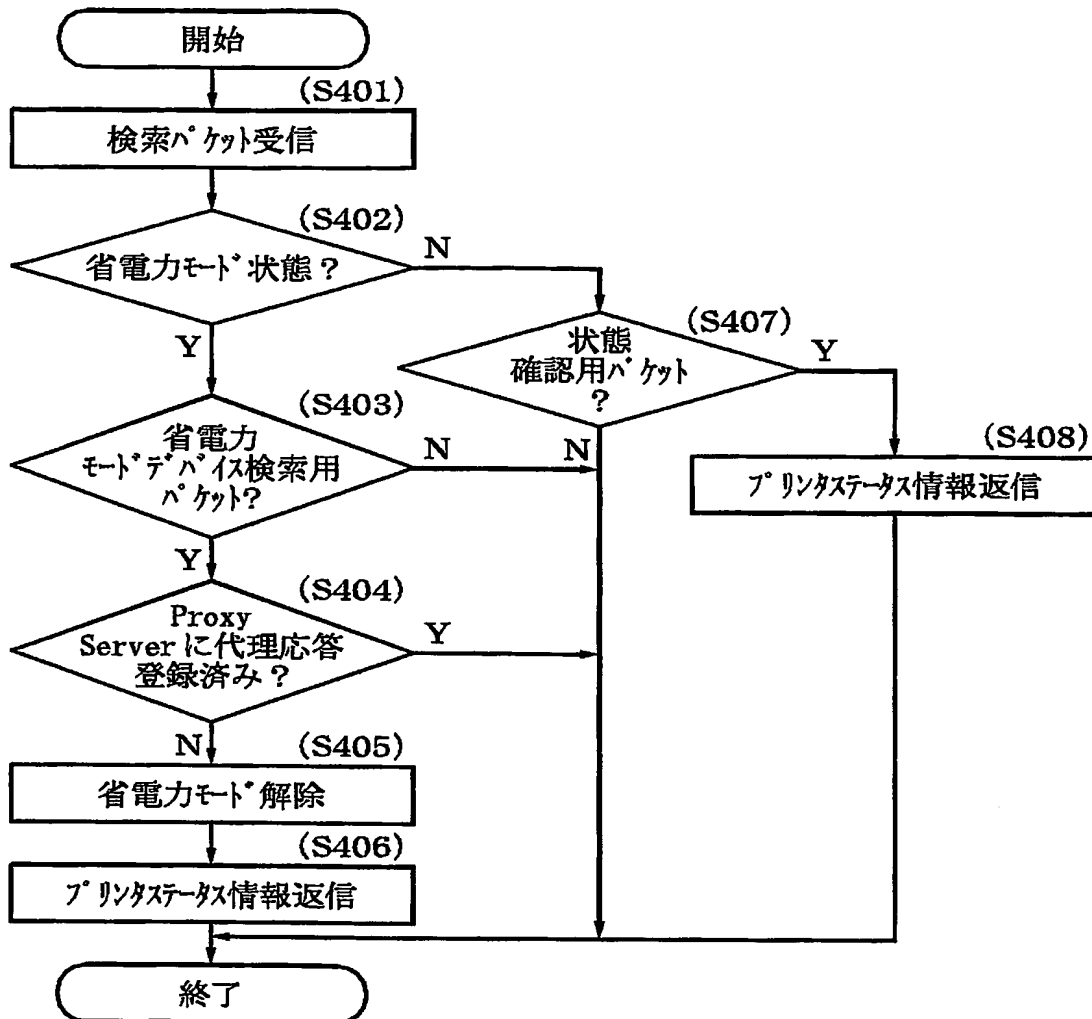 開始
(S401)
検索ﾊﾟｹｯﾄ受信
(S402)
省電力ﾓｰﾄﾞ状態？
N
Y
(S407)
状態
確認用ﾊﾟｹｯﾄ
？
Y
N
(S403)
省電力
ﾓｰﾄﾞﾃﾞﾊﾞｲｽ検索用
ﾊﾟｹｯﾄ?
N
Y
(S408)
ﾌﾟﾘﾝﾀｽﾃｰﾀｽ情報返信
(S404)
Proxy
Serverに代理応答
登録済み？
Y
N
(S405)
省電力ﾓｰﾄﾞ解除
(S406)
ﾌﾟﾘﾝﾀｽﾃｰﾀｽ情報返信
終了